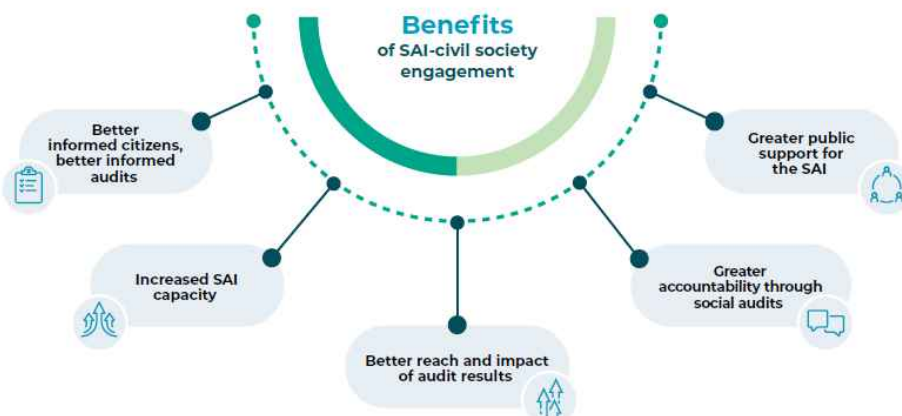 Benefits
of SAI-civil society
engagement
Better
informed citizens,
better informed
audits
Increased SAI
capacity
Better reach and impact
of audit results
Greater
accountability through
social audits
Greater public
support for
the SAI